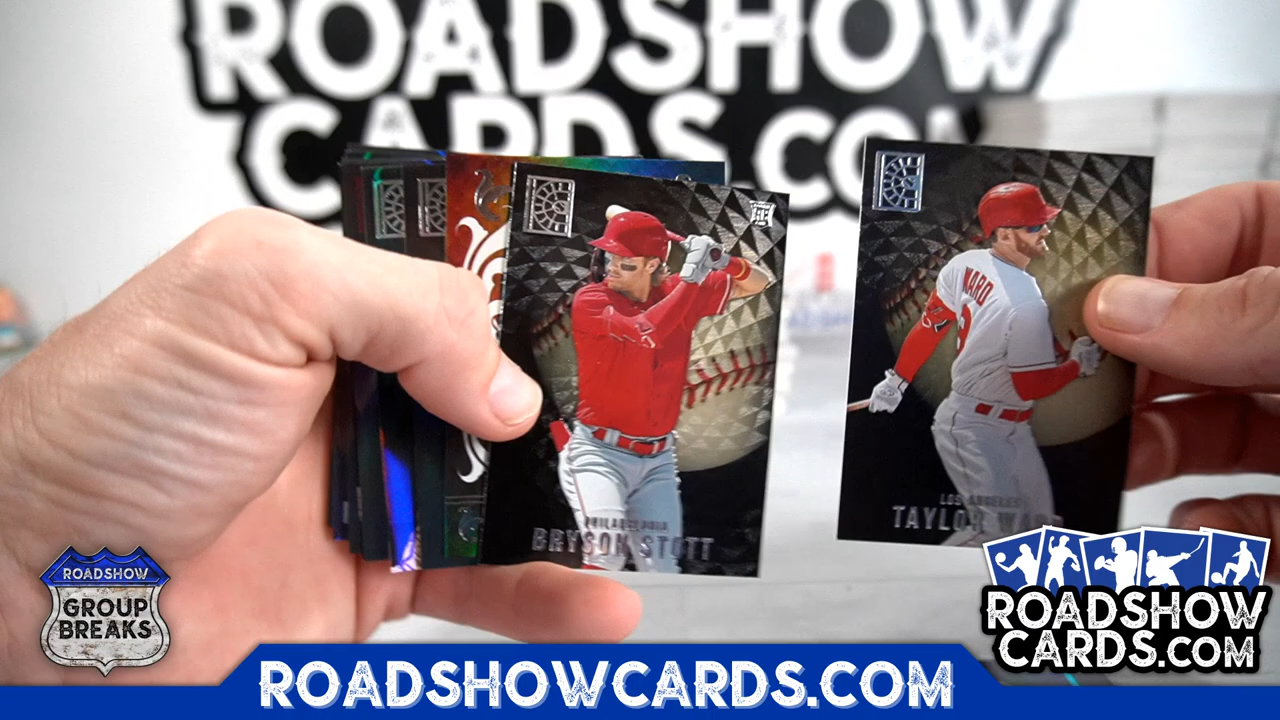 ROADSHOW
CARDS.COM
RC
PHILADELPHIA
BRYSON STOTT
WARD
LOS ANGELES
TAYLOR WARD
ROADSHOW
GROUP
BREAKS
ROADSHOW
CARDS.COM
ROADSHOWCARDS.COM